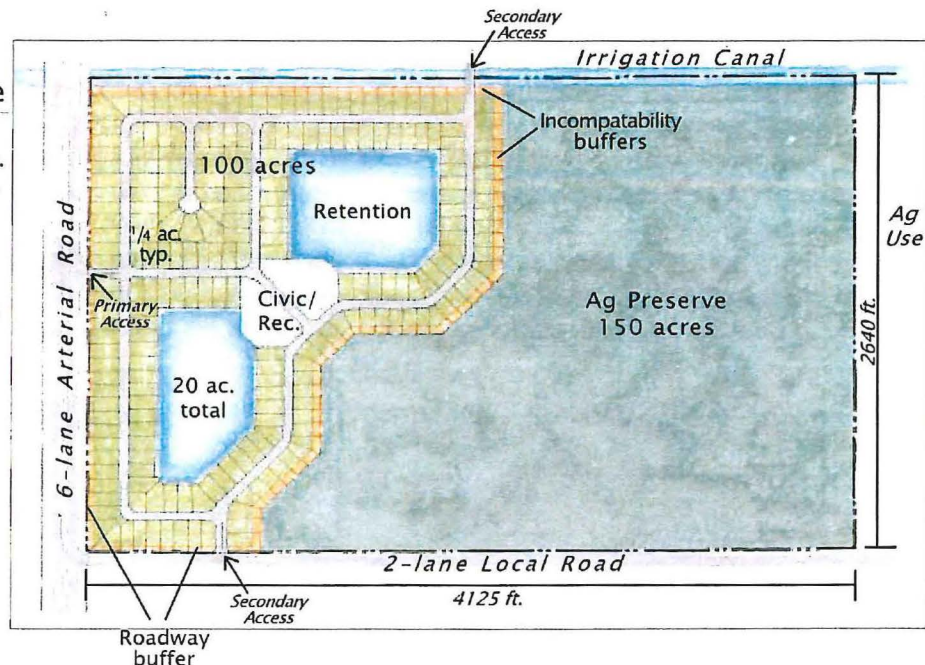 Secondary
Access
Irrigation Canal
Incompatability
buffers
100 acres
Retention
1/4 ac.
typ.
Ag
Use
6-lane Arterial Road
Primary
Access
Civic/
Rec.
Ag Preserve
150 acres
2640 ft.
20 ac.
total
2-lane Local Road
4125 ft.
Secondary
Access
Roadway
buffer